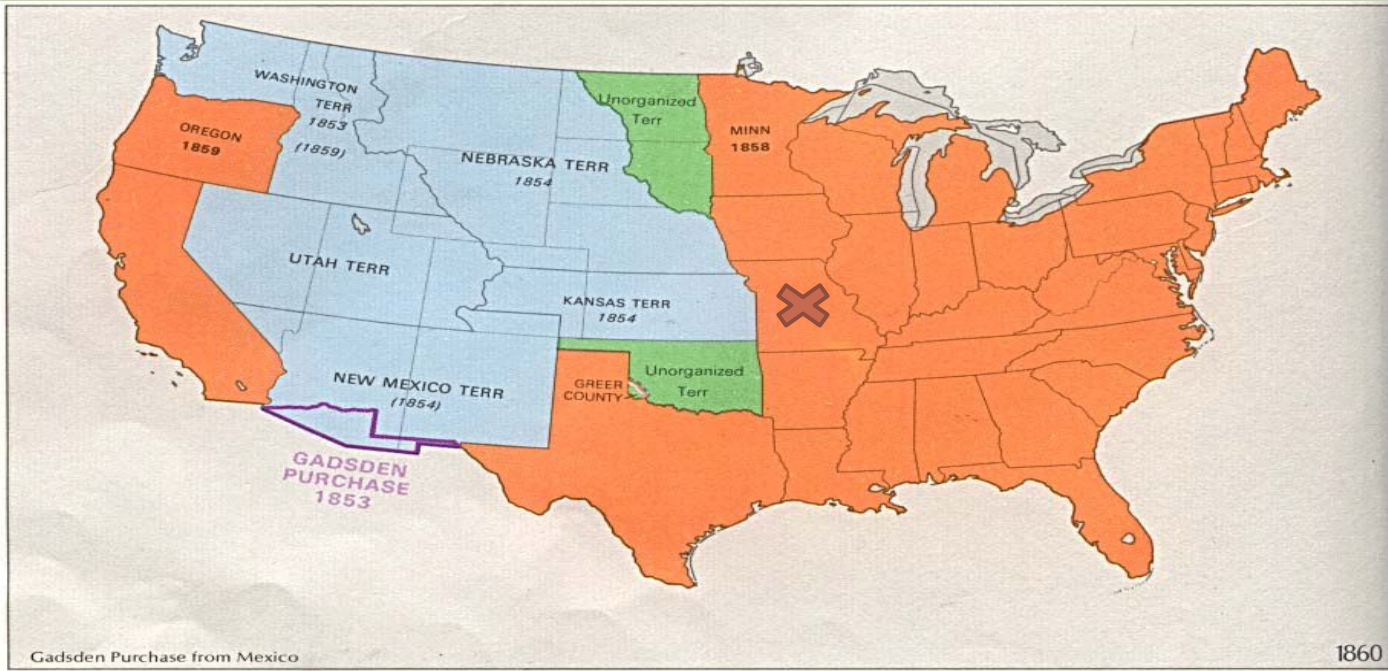 WASHINGTON
TERR
1853
(1859)
OREGON
1859
NEBRASKA TERR
1854
Unorganized
Terr
MINN
1858
UTAH TERR
KANSAS TERR
1854
NEW MEXICO TERR
(1854)
GREER
COUNTY
Unorganized
Terr
GADSDEN
PURCHASE
1853
Gadsden Purchase from Mexico
1860